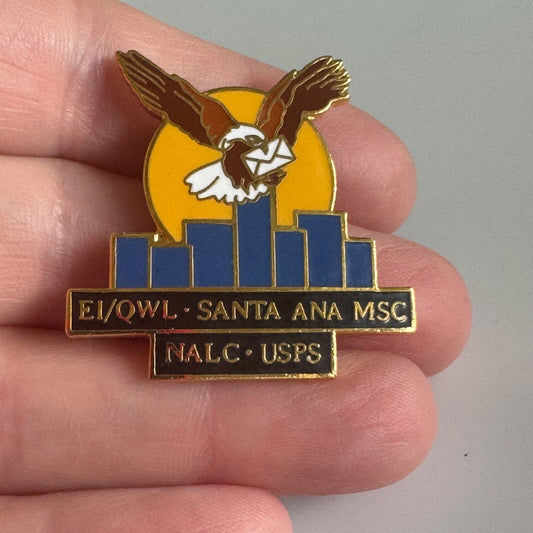 EI/QWL · SANTA ANA MSC
NALC · USPS